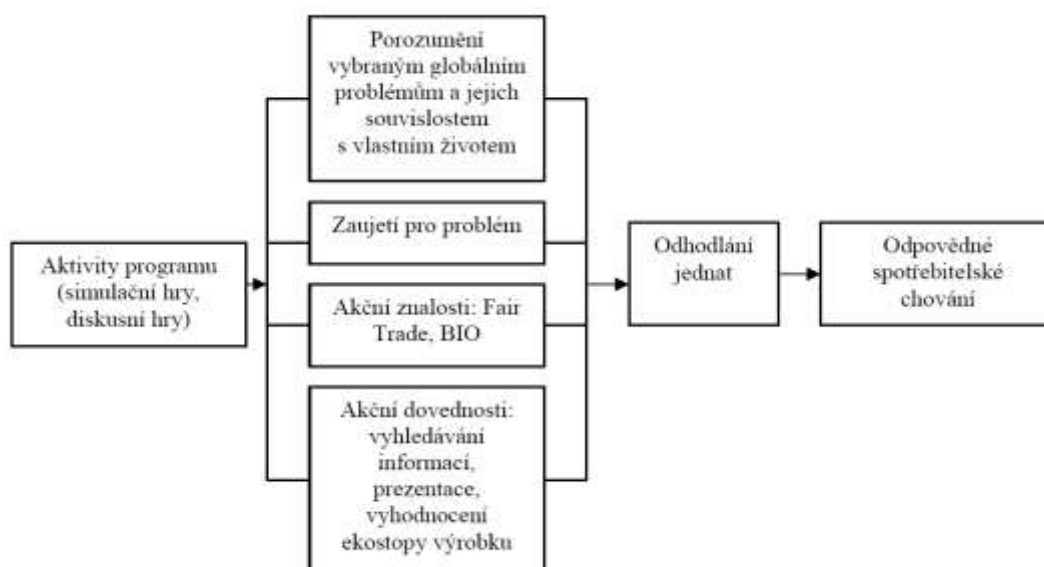 Aktivity programu
(simulační hry,
diskusní hry)
Porozumění
vybraným globálním
problémům a jejich
souvislostem
s vlastním životem
Zaujetí pro problém
Akční znalosti: Fair
Trade, BIO
Akční dovednosti:
vyhledávání
informací,
prezentace,
vyhodnocení
ekostopy výrobku
Odhodlání
jednat
Odpovědné
spotřebitelské
chování